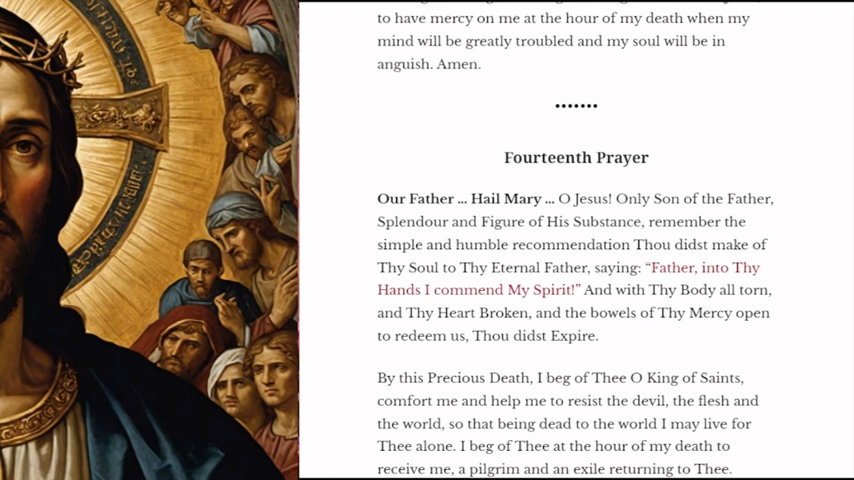 to have mercy on me at the hour of my death when my
mind will be greatly troubled and my soul will be in
anguish. Amen.
•••••••
Fourteenth Prayer
Our Father ... Hail Mary ... O Jesus! Only Son of the Father,
Splendour and Figure of His Substance, remember the
simple and humble recommendation Thou didst make of
Thy Soul to Thy Eternal Father, saying: “Father, into Thy
Hands I commend My Spirit!” And with Thy Body all torn,
and Thy Heart Broken, and the bowels of Thy Mercy open
to redeem us, Thou didst Expire.
By this Precious Death, I beg of Thee O King of Saints,
comfort me and help me to resist the devil, the flesh and
the world, so that being dead to the world I may live for
Thee alone. I beg of Thee at the hour of my death to
receive me, a pilgrim and an exile returning to Thee.